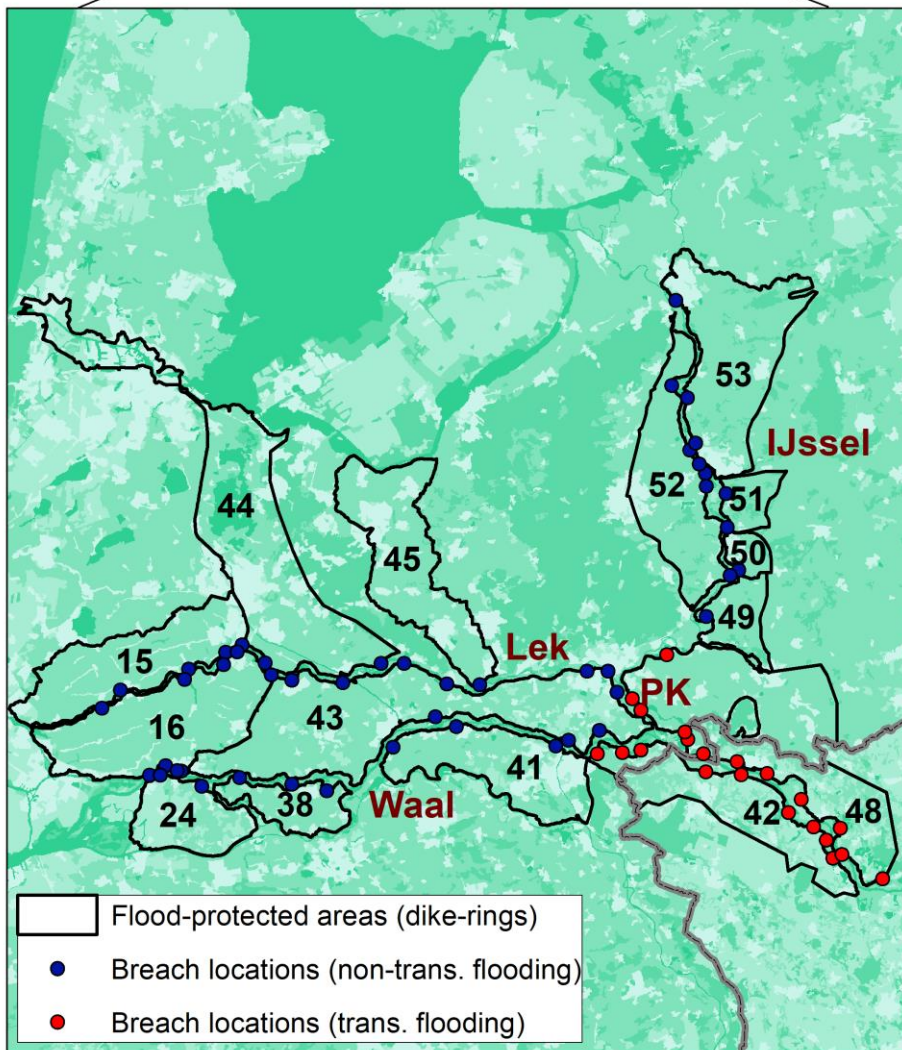 53
IJssel
52
51
44
50
45
49
15
Lek
PK
16
43
41
24
38
Waal
42
48
Flood-protected areas (dike-rings)
Breach locations (non-trans. flooding)
Breach locations (trans. flooding)